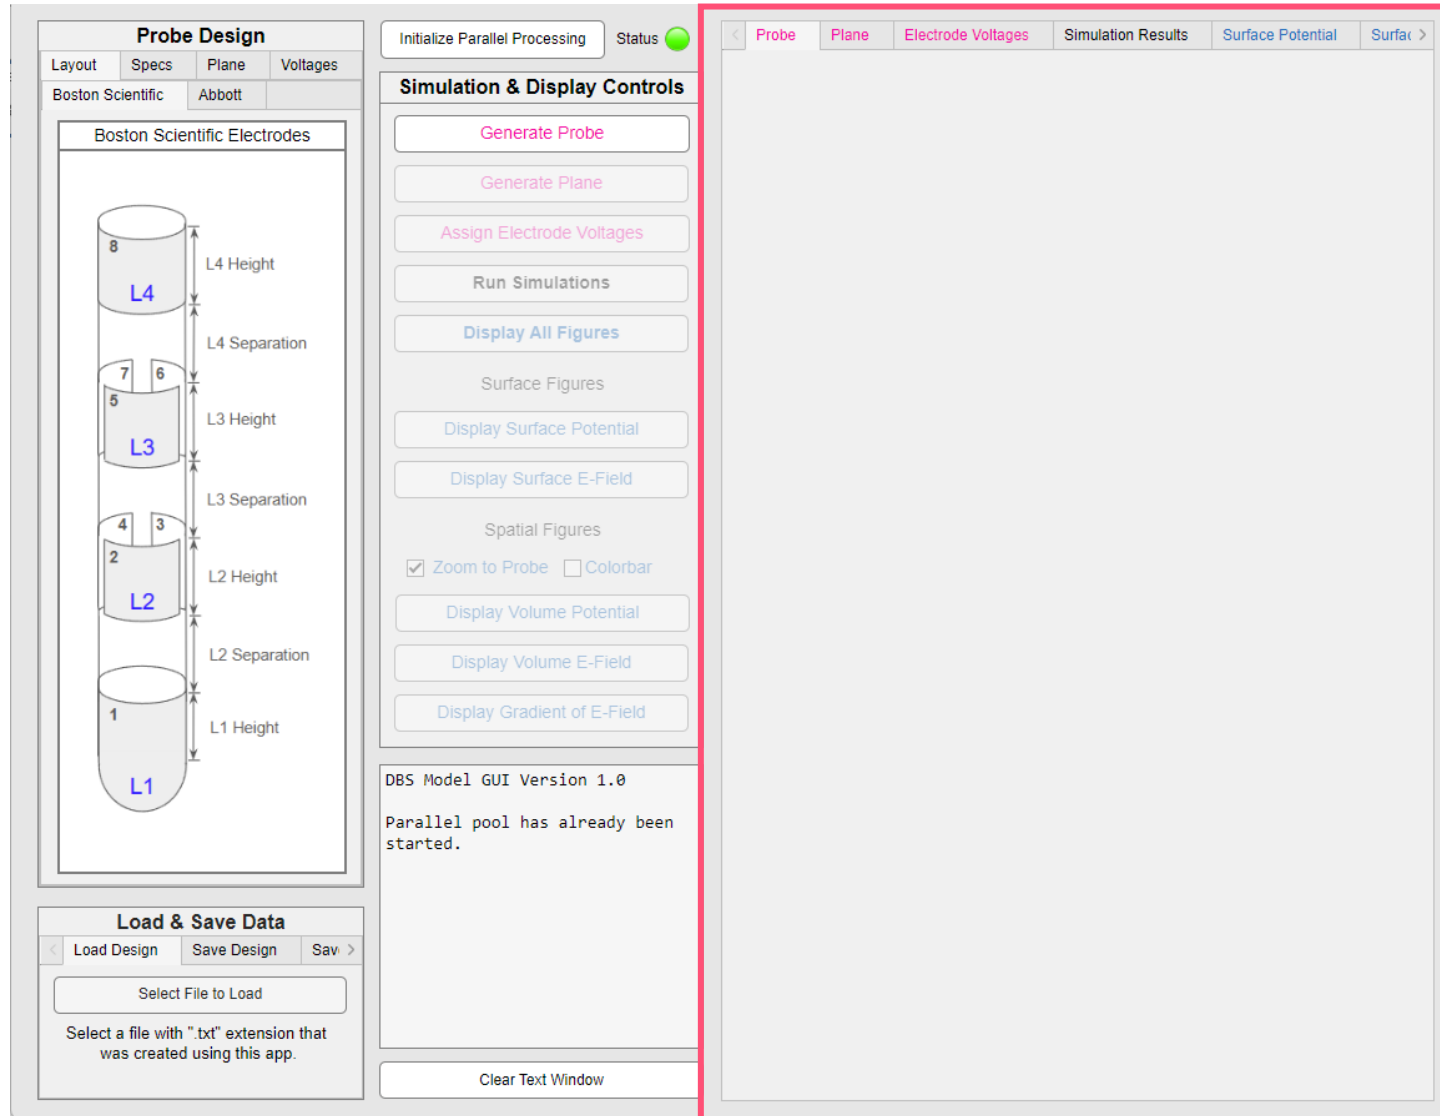 Probe Design
Layout Specs Plane Voltages
Boston Scientific Abbott
Boston Scientific Electrodes
8
L4
L4 Height
L4 Separation
7 6
5
L3
L3 Height
L3 Separation
4 3
2
L2
L2 Height
L2 Separation
1
L1
L1 Height
Load & Save Data
Load Design Save Design
Select File to Load
Select a file with ".txt" extension that
was created using this app.
Initialize Parallel Processing Status
Simulation & Display Controls
Generate Probe
Generate Plane
Assign Electrode Voltages
Run Simulations
Display All Figures
Surface Figures
Display Surface Potential
Display Surface E-Field
Spatial Figures
Zoom to Probe Colorbar
Display Volume Potential
Display Volume E-Field
Display Gradient of E-Field
DBS Model GUI Version 1.0
Parallel pool has already been
started.
Clear Text Window
Probe Plane Electrode Voltages Simulation Results Surface Potential